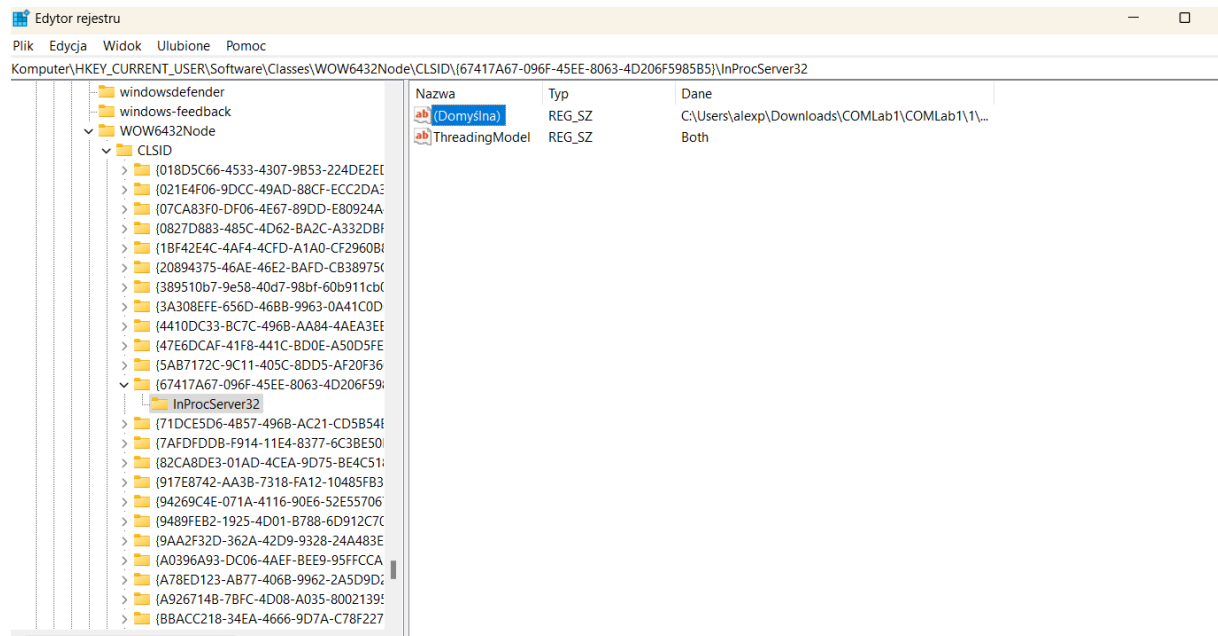 Edytor rejestru
Plik Edycja Widok Ulubione Pomoc
Komputer\HKEY_CURRENT_USER\Software\Classes\WOW6432Node\CLSID\{67417A67-096F-45EE-8063-4D206F5985B5}\InProcServer32
windowsdefender
windows-feedback
WOW6432Node
CLSID
{018D5C66-4533-4307-9B53-224DE2ED
{021E4F06-9DCC-49AD-88CF-ECC2DA3
{07CA83F0-DF06-4E67-89DD-E80924A
{0827D883-485C-4D62-BA2C-A332DBF
{1BF42E4C-4AF4-4CFD-A1A0-CF2960B8
{20894375-46AE-46E2-BAFD-CB38975C
{389510b7-9e58-40d7-98bf-60b911cb0
{3A308EFE-656D-46BB-9963-0A41C0D
{4410DC33-BC7C-496B-AA84-4AEA3EE
{47E6DCAF-41F8-441C-BD0E-A50D5FE
{5AB7172C-9C11-405C-8DD5-AF20F36
{67417A67-096F-45EE-8063-4D206F598
InProcServer32
{71DCE5D6-4B57-496B-AC21-CD5B54E
{7AFDFDDB-F914-11E4-8377-6C3BE50
{82CA8DE3-01AD-4CEA-9D75-BE4C51
{917E8742-AA3B-7318-FA12-10485FB3
{94269C4E-071A-4116-90E6-52E55706
{9489FEB2-1925-4D01-B788-6D912C70
{9AA2F32D-362A-42D9-9328-24A483E
{A0396A93-DC06-4AEF-BEE9-95FFCCA
{A78ED123-AB77-406B-9962-2A5D9D2
{A926714B-7BFC-4D08-A035-80021395
{BBACC218-34EA-4666-9D7A-C78F227
Nazwa Typ Dane
(Domyślna) REG_SZ C:\Users\alexp\Downloads\COMLab1\COMLab1\1\...
ThreadingModel REG_SZ Both